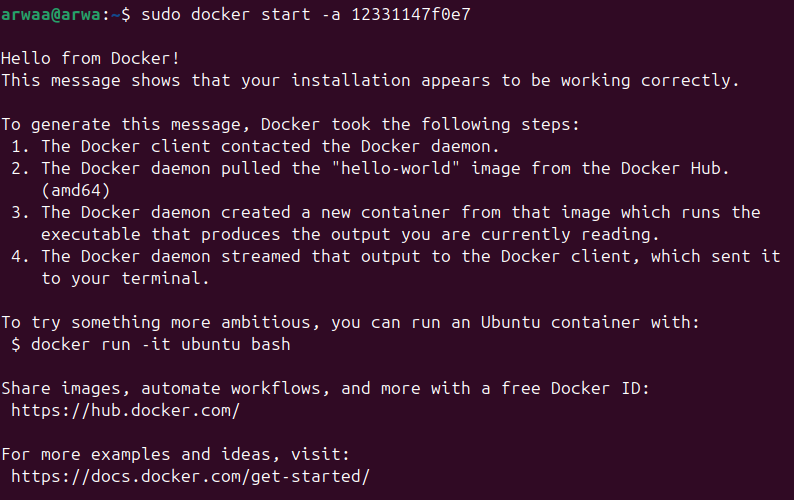 arwaa@arwa:~$ sudo docker start -a 12331147f0e7
Hello from Docker!
This message shows that your installation appears to be working correctly.
To generate this message, Docker took the following steps:
1. The Docker client contacted the Docker daemon.
2. The Docker daemon pulled the "hello-world" image from the Docker Hub.
(amd64)
3. The Docker daemon created a new container from that image which runs the
executable that produces the output you are currently reading.
4. The Docker daemon streamed that output to the Docker client, which sent it
to your terminal.
To try something more ambitious, you can run an Ubuntu container with:
$ docker run -it ubuntu bash
Share images, automate workflows, and more with a free Docker ID:
https://hub.docker.com/
For more examples and ideas, visit:
https://docs.docker.com/get-started/